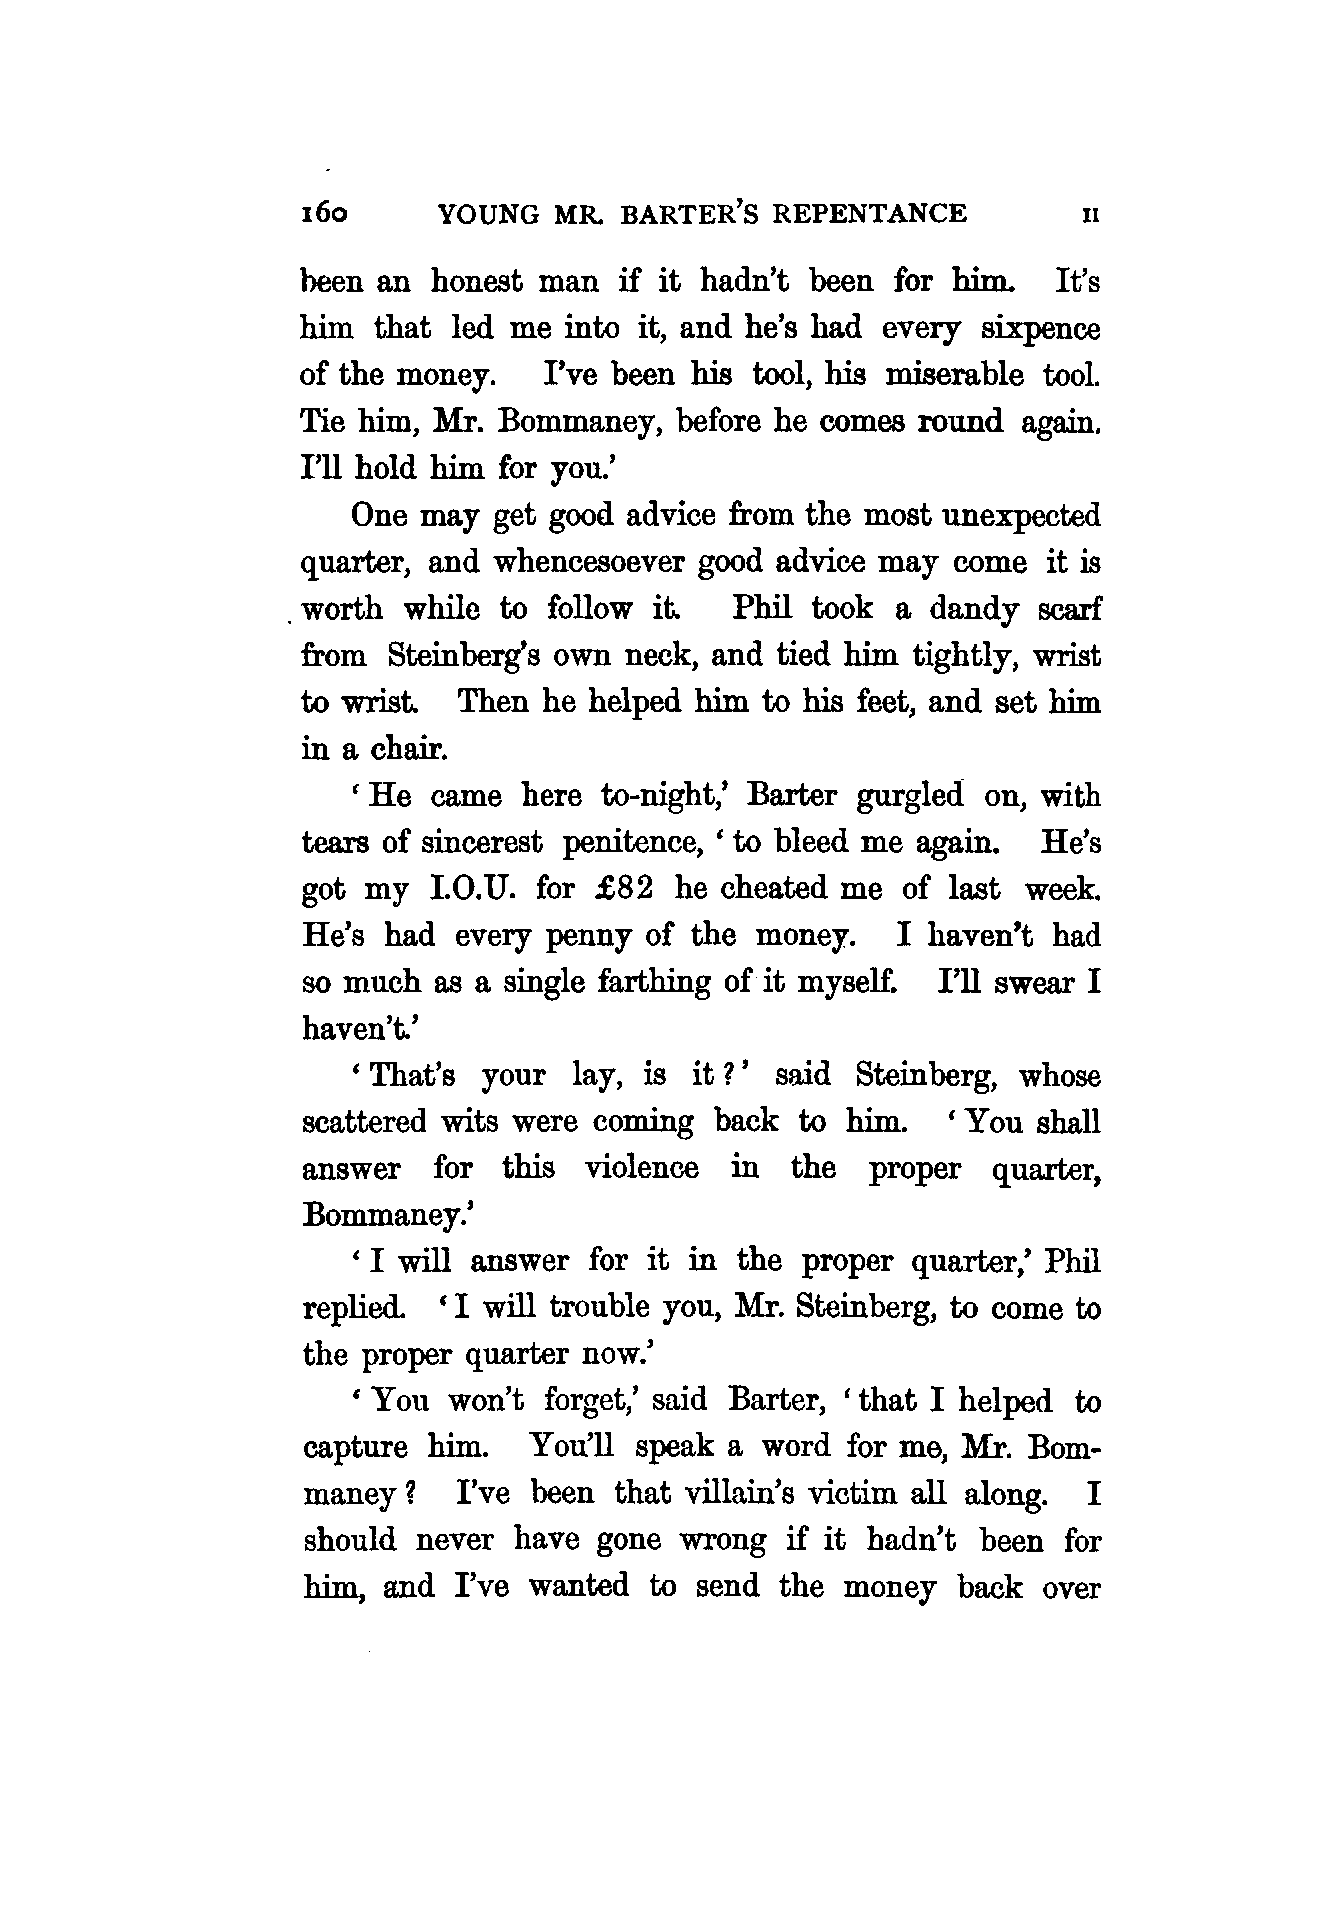 160 YOUNG MR. BARTER'S REPENTANCE II
been an honest man if it hadn't been for him. It's
him that led me into it, and he's had every sixpence
of the money. I've been his tool, his miserable tool.
Tie him, Mr. Bommaney, before he comes round again.
I'll hold him for you.'
One may get good advice from the most unexpected
quarter, and whencesoever good advice may come it is
worth while to follow it. Phil took a dandy scarf
from Steinberg's own neck, and tied him tightly, wrist
to wrist. Then he helped him to his feet, and set him
in a chair.
'He came here to-night,' Barter gurgled on, with
tears of sincerest penitence, 'to bleed me again. He's
got my I.O.U. for £82 he cheated me of last week.
He's had every penny of the money. I haven't had
so much as a single farthing of it myself. I'll swear I
haven't.'
'That's your lay, is it?' said Steinberg, whose
scattered wits were coming back to him. 'You shall
answer for this violence in the proper quarter,
Bommaney.'
'I will answer for it in the proper quarter,' Phil
replied. 'I will trouble you, Mr. Steinberg, to come to
the proper quarter now.'
'You won't forget,' said Barter, 'that I helped to
capture him. You'll speak a word for me, Mr. Bom-
maney? I've been that villain's victim all along. I
should never have gone wrong if it hadn't been for
him, and I've wanted to send the money back over